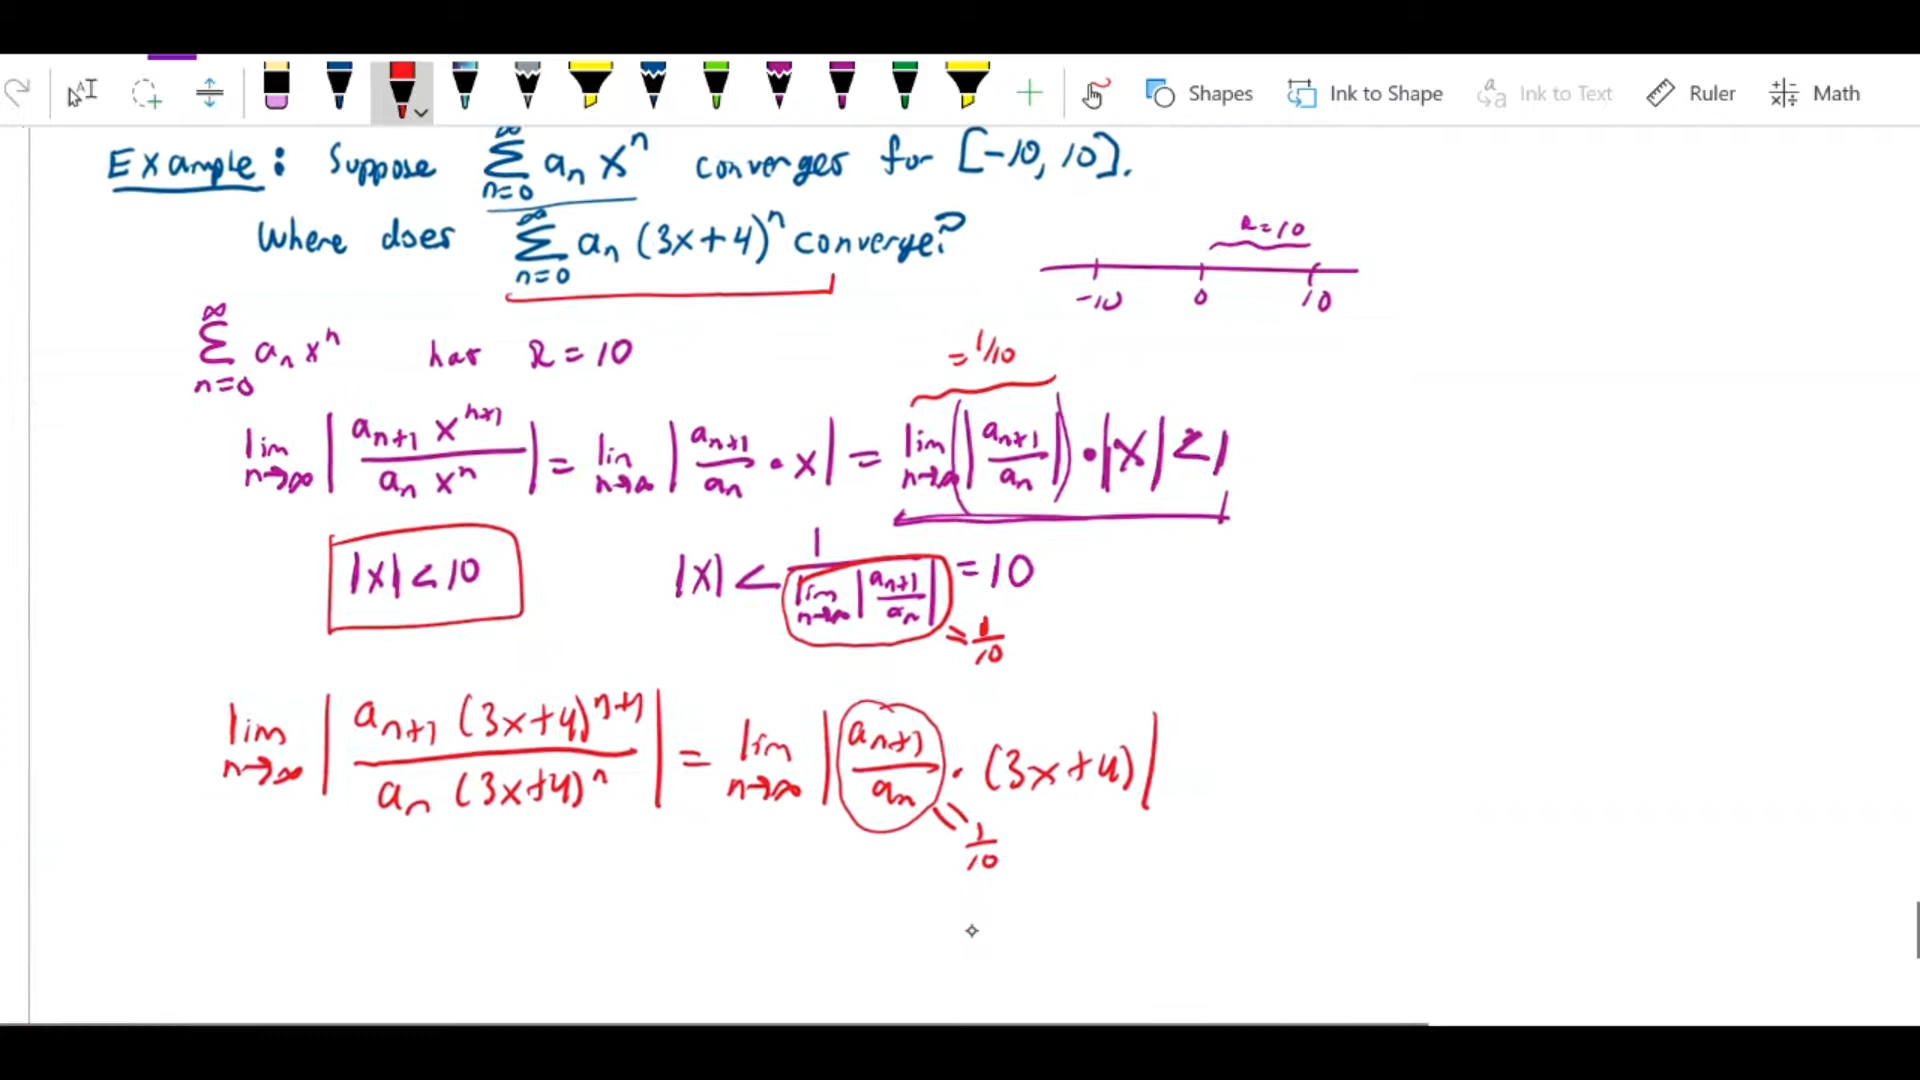 Shapes Ink to Shape Ink to Text Ruler Math
Example: Suppose ∑_{n=0}^{∞} a_n x^n converges for [-10, 10].
Where does ∑_{n=0}^{∞} a_n (3x+4)^n converge?
R=10
-10 0 10
∑_{n=0}^{∞} a_n x^n has R = 10
= 1/10
lim_{n→∞} | a_{n+1} x^{n+1} / a_n x^n | = lim_{n→∞} | a_{n+1}/a_n • x | = lim_{n→∞} ( | a_{n+1}/a_n | ) • |x| < 1
|x| < 10
|x| < 1 / lim_{n→∞} | a_{n+1}/a_n | = 10
= 1/10
lim_{n→∞} | a_{n+1} (3x+4)^{n+1} / a_n (3x+4)^n | = lim_{n→∞} | a_{n+1}/a_n • (3x+4) |
= 1/10